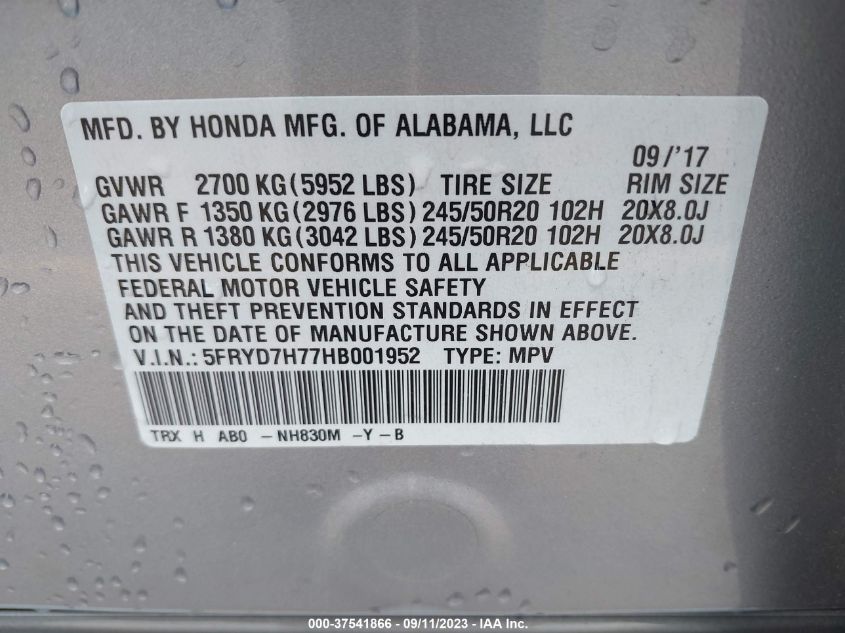 MFD. BY HONDA MFG. OF ALABAMA, LLC
09/'17
GVWR 2700 KG(5952 LBS) TIRE SIZE RIM SIZE
GAWR F 1350 KG(2976 LBS) 245/50R20 102H 20X8.0J
GAWR R 1380 KG(3042 LBS) 245/50R20 102H 20X8.0J
THIS VEHICLE CONFORMS TO ALL APPLICABLE
FEDERAL MOTOR VEHICLE SAFETY
AND THEFT PREVENTION STANDARDS IN EFFECT
ON THE DATE OF MANUFACTURE SHOWN ABOVE.
V.I.N.: 5FRYD7H77HB001952 TYPE: MPV
TRX H AB0 -NH830M -Y-B
000-37541866 - 09/11/2023 - IAA Inc.